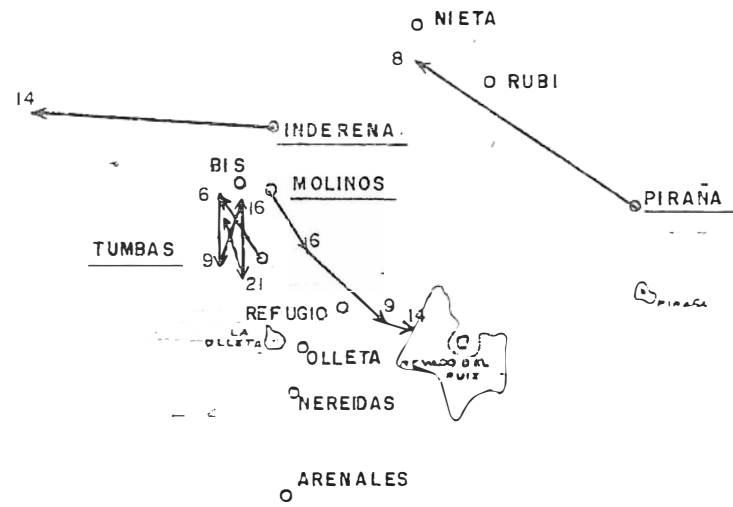 NIETA
8
RUBI
14
INDERENA
BIS
6
16
MOLINOS
PIRAÑA
TUMBAS
9
21
6
REFUGIO
9
14
LA
OLLETA
OLLETA
NEREIDAS
ARENALES